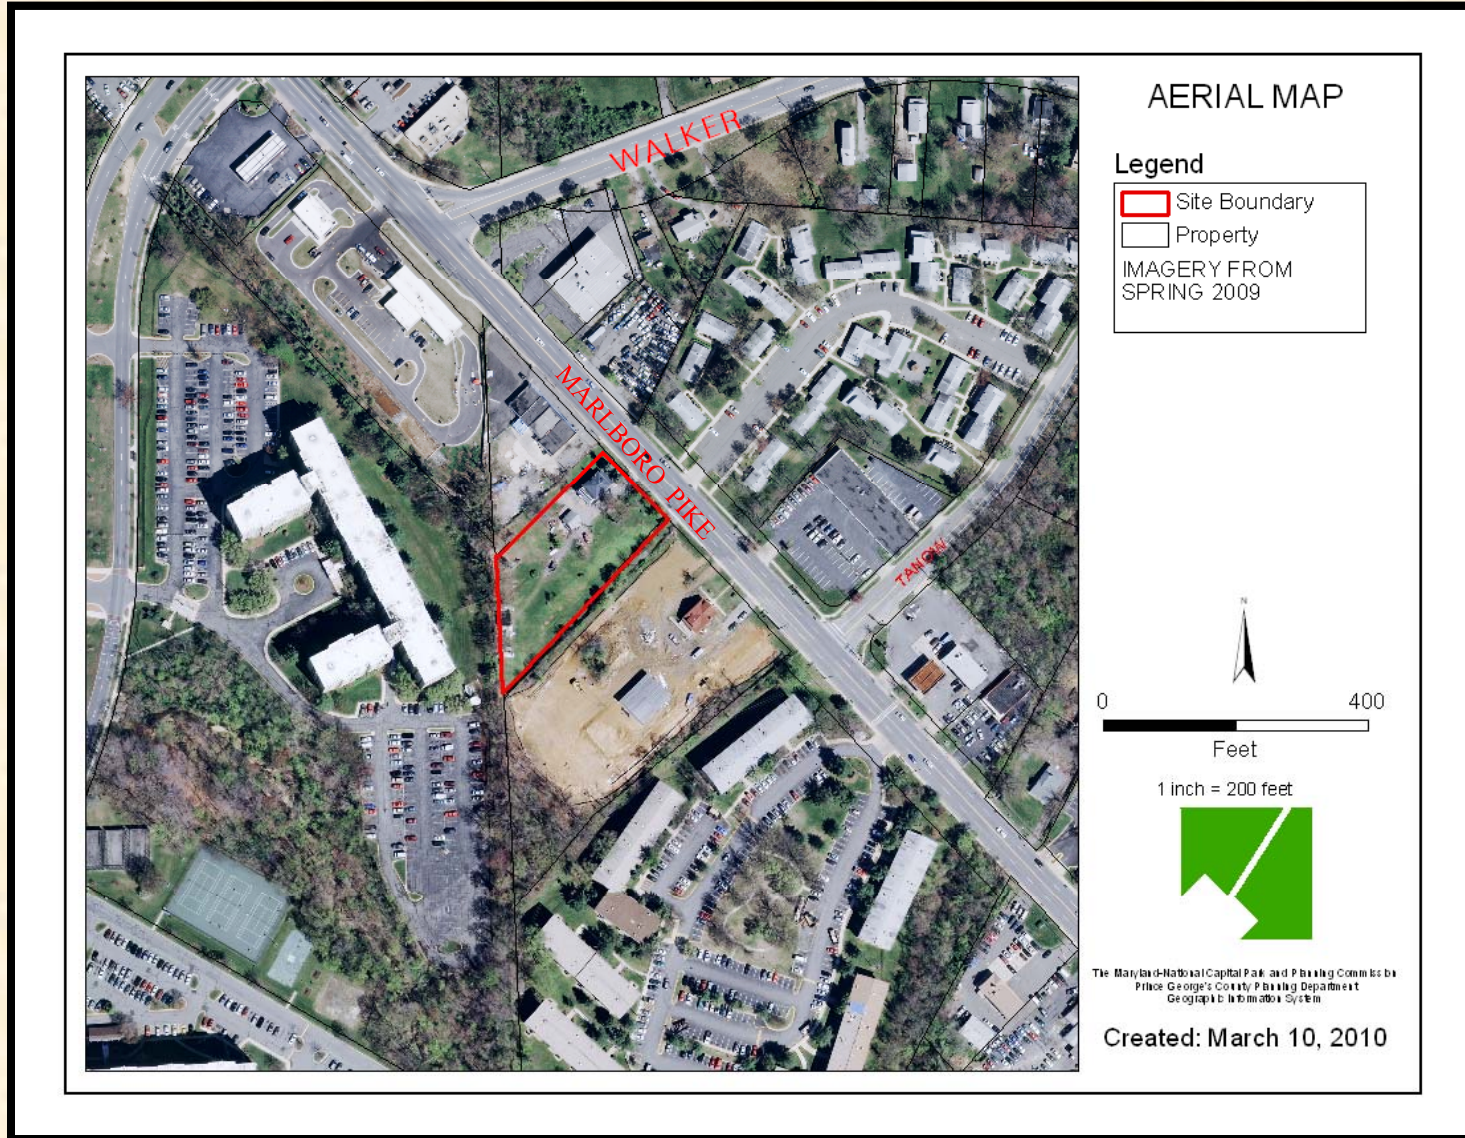 AERIAL MAP
Legend
Site Boundary
Property
IMAGERY FROM
SPRING 2009
WALKER
MARLBORO PIKE
TANOW
N
0 400
Feet
1 inch = 200 feet
The Maryland-National Capital Park and Planning Commission
Prince George's County Planning Department
Geographic Information System
Created: March 10, 2010